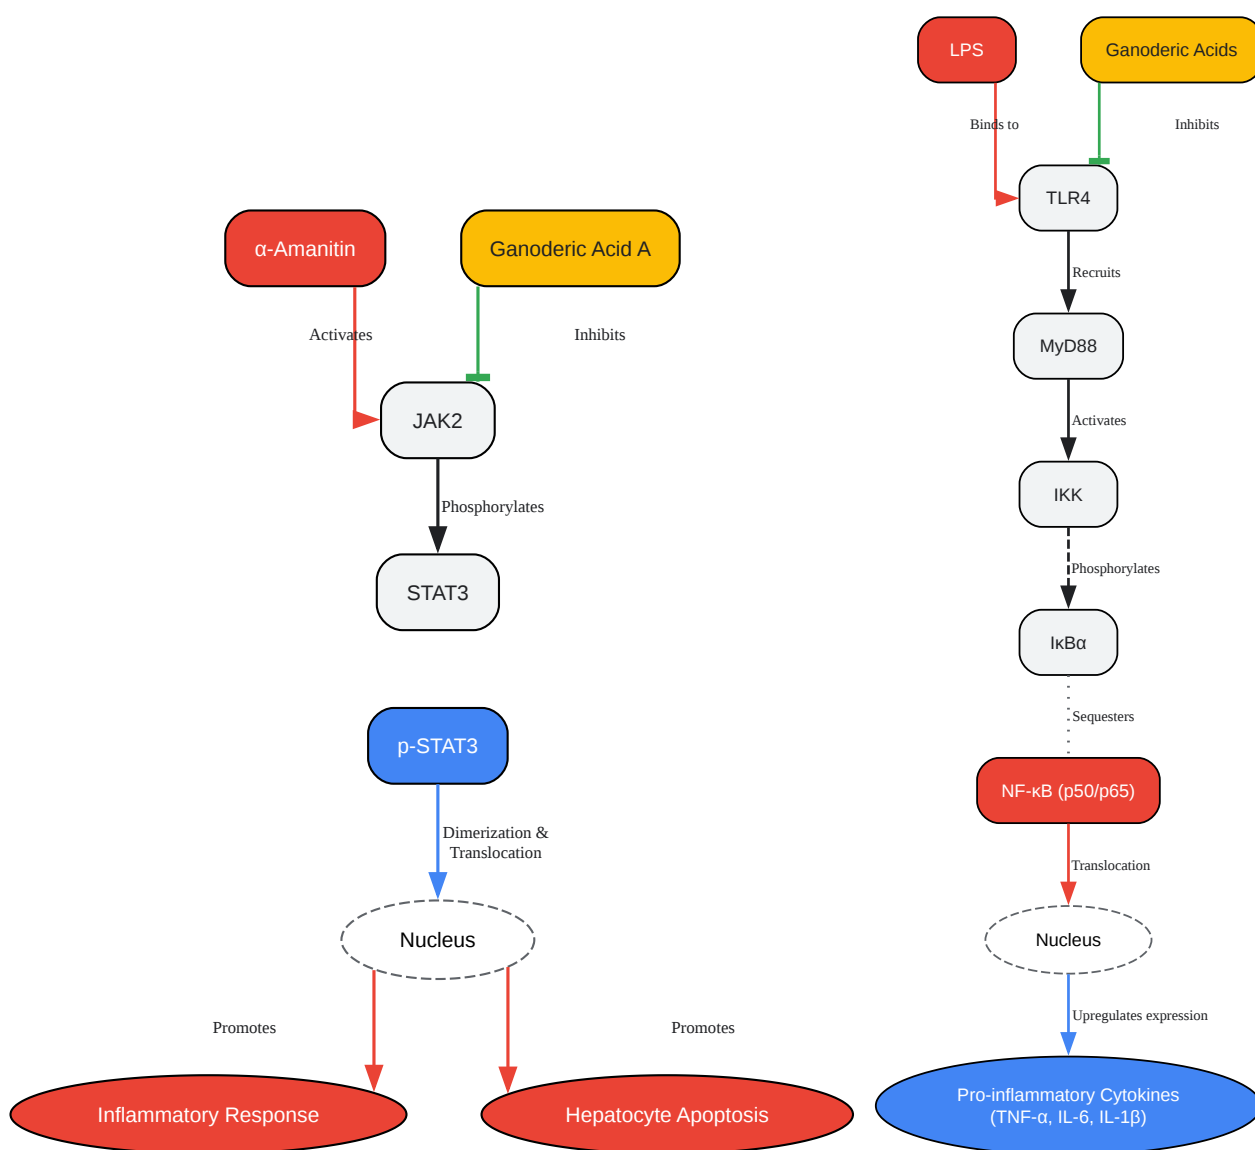 α-Amanitin
Ganoderic Acid A
Activates
Inhibits
JAK2
Phosphorylates
STAT3
p-STAT3
Dimerization &
Translocation
Nucleus
Promotes
Promotes
Inflammatory Response
Hepatocyte Apoptosis
LPS
Ganoderic Acids
Binds to
Inhibits
TLR4
Recruits
MyD88
Activates
IKK
Phosphorylates
IκBα
Sequesters
NF-κB (p50/p65)
Translocation
Nucleus
Upregulates expression
Pro-inflammatory Cytokines
(TNF-α, IL-6, IL-1β)